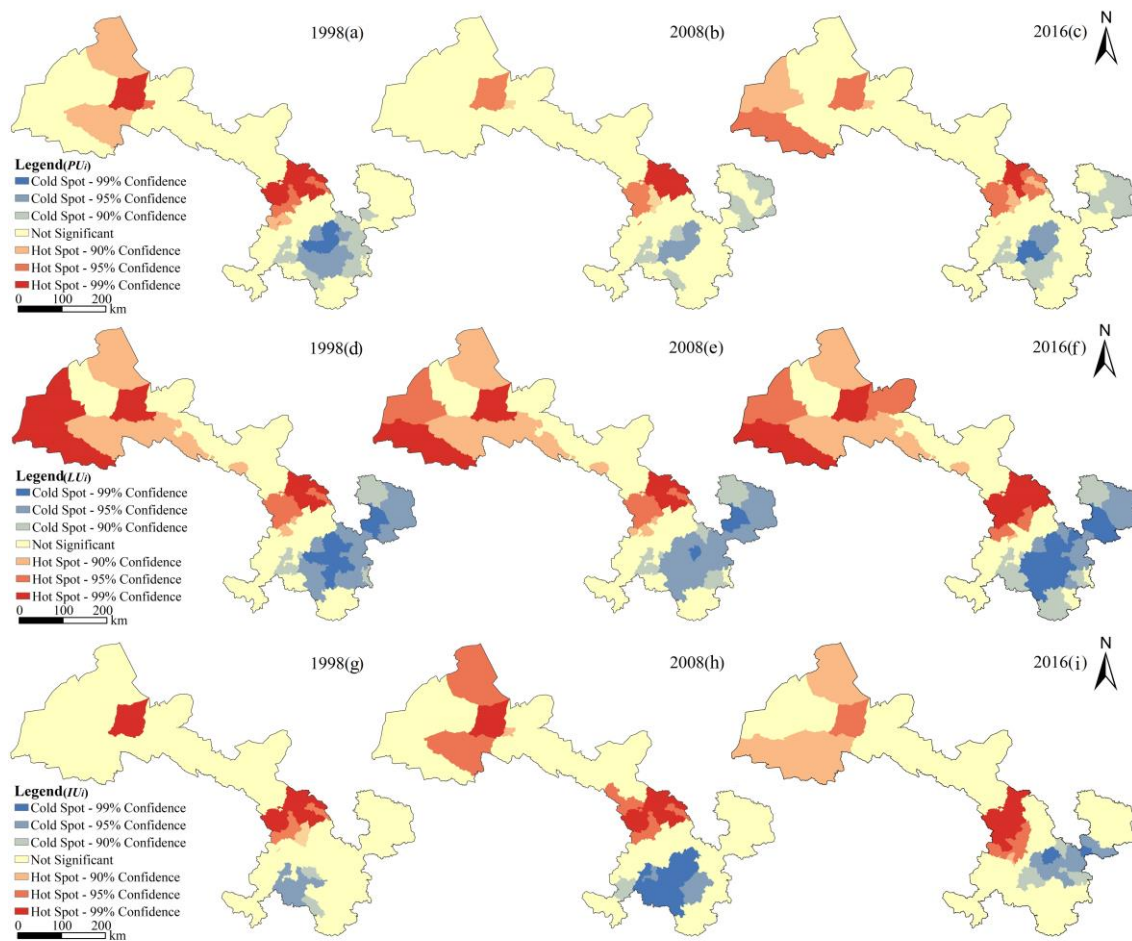 1998(a)
2008(b)
2016(c)
N
Legend(PUi)
Cold Spot - 99% Confidence
Cold Spot - 95% Confidence
Cold Spot - 90% Confidence
Not Significant
Hot Spot - 90% Confidence
Hot Spot - 95% Confidence
Hot Spot - 99% Confidence
0 100 200
km
1998(d)
2008(e)
2016(f)
N
Legend(LUi)
Cold Spot - 99% Confidence
Cold Spot - 95% Confidence
Cold Spot - 90% Confidence
Not Significant
Hot Spot - 90% Confidence
Hot Spot - 95% Confidence
Hot Spot - 99% Confidence
0 100 200
km
1998(g)
2008(h)
2016(i)
N
Legend(IUi)
Cold Spot - 99% Confidence
Cold Spot - 95% Confidence
Cold Spot - 90% Confidence
Not Significant
Hot Spot - 90% Confidence
Hot Spot - 95% Confidence
Hot Spot - 99% Confidence
0 100 200
km